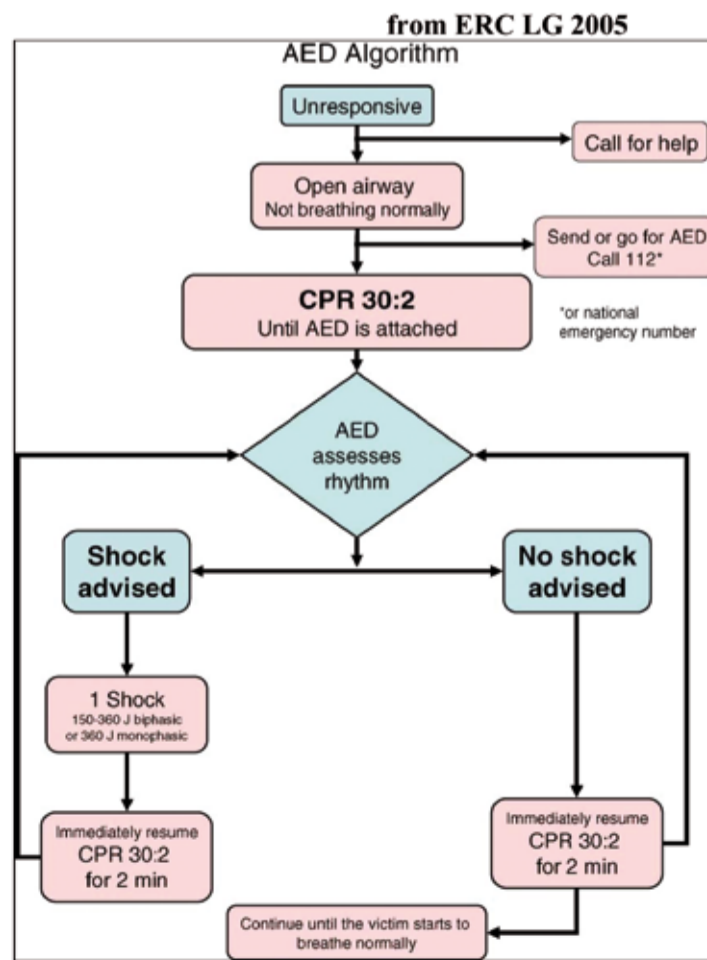 from ERC LG 2005
AED Algorithm
Unresponsive
Call for help
Open airway
Not breathing normally
Send or go for AED
Call 112*
CPR 30:2
Until AED is attached
*or national
emergency number
AED
assesses
rhythm
Shock
advised
No shock
advised
1 Shock
150-360 J biphasic
or 360 J monophasic
Immediately resume
CPR 30:2
for 2 min
Immediately resume
CPR 30:2
for 2 min
Continue until the victim starts to
breathe normally